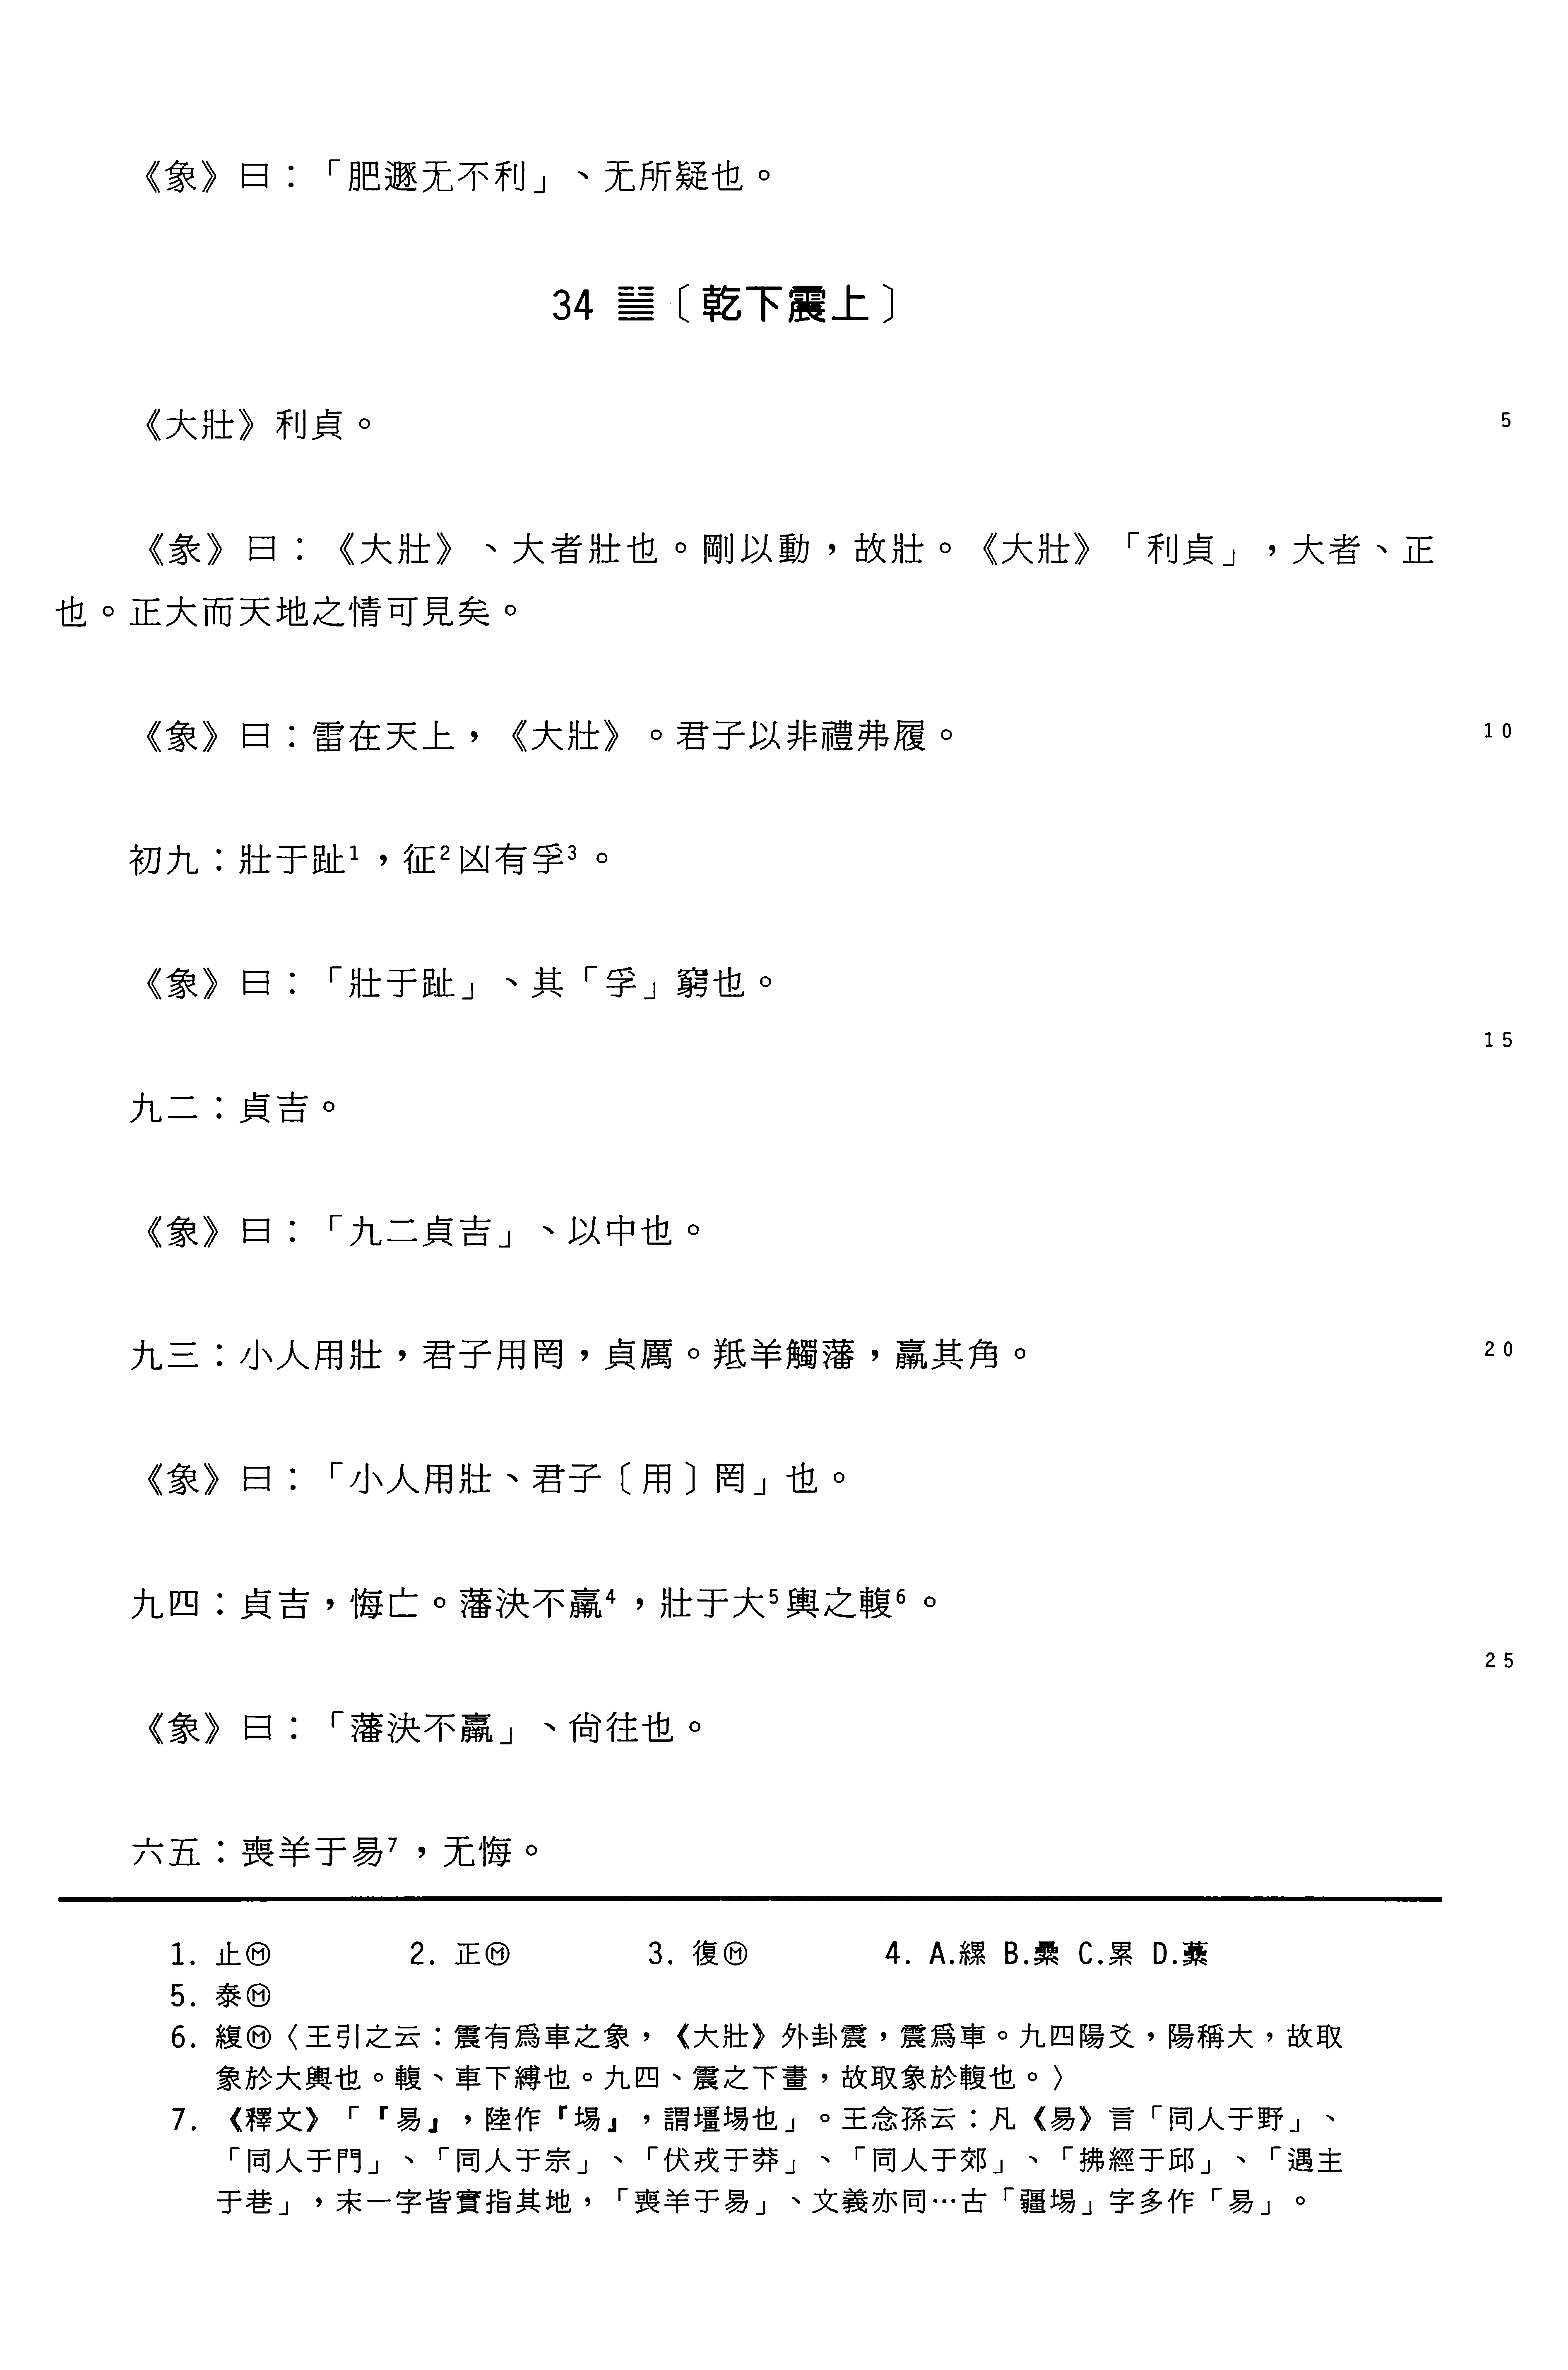 《象》曰：「肥遯无不利」、无所疑也。
34 ䷡〔乾下震上〕
《大壯》利貞。 5
《彖》曰：《大壯》、大者壯也。剛以動，故壯。《大壯》「利貞」，大者、正
也。正大而天地之情可見矣。
《象》曰：雷在天上，《大壯》。君子以非禮弗履。 10
初九：壯于趾¹，征²凶有孚³。
《象》曰：「壯于趾」、其「孚」窮也。
15
九二：貞吉。
《象》曰：「九二貞吉」、以中也。
九三：小人用壯，君子用罔，貞厲。羝羊觸藩，羸其角。 20
《象》曰：「小人用壯、君子〔用〕罔」也。
九四：貞吉，悔亡。藩決不羸⁴，壯于大⁵輿之輹⁶。
25
《象》曰：「藩決不羸」、尚往也。
六五：喪羊于易⁷，无悔。
1. 止Ⓜ 2. 正Ⓜ 3. 復Ⓜ 4. A.縲 B.纍 C.累 D.虆
5. 泰Ⓜ
6. 緮Ⓜ〈王引之云：震有爲車之象，《大壯》外卦震，震爲車。九四陽爻，陽稱大，故取
象於大輿也。輹、車下縛也。九四、震之下畫，故取象於輹也。〉
7. 《釋文》「『易』，陸作『場』，謂壃場也」。王念孫云：凡《易》言「同人于野」、
「同人于門」、「同人于宗」、「伏戎于莽」、「同人于郊」、「拂經于邱」、「遇主
于巷」，末一字皆實指其地，「喪羊于易」、文義亦同…古「疆埸」字多作「易」。